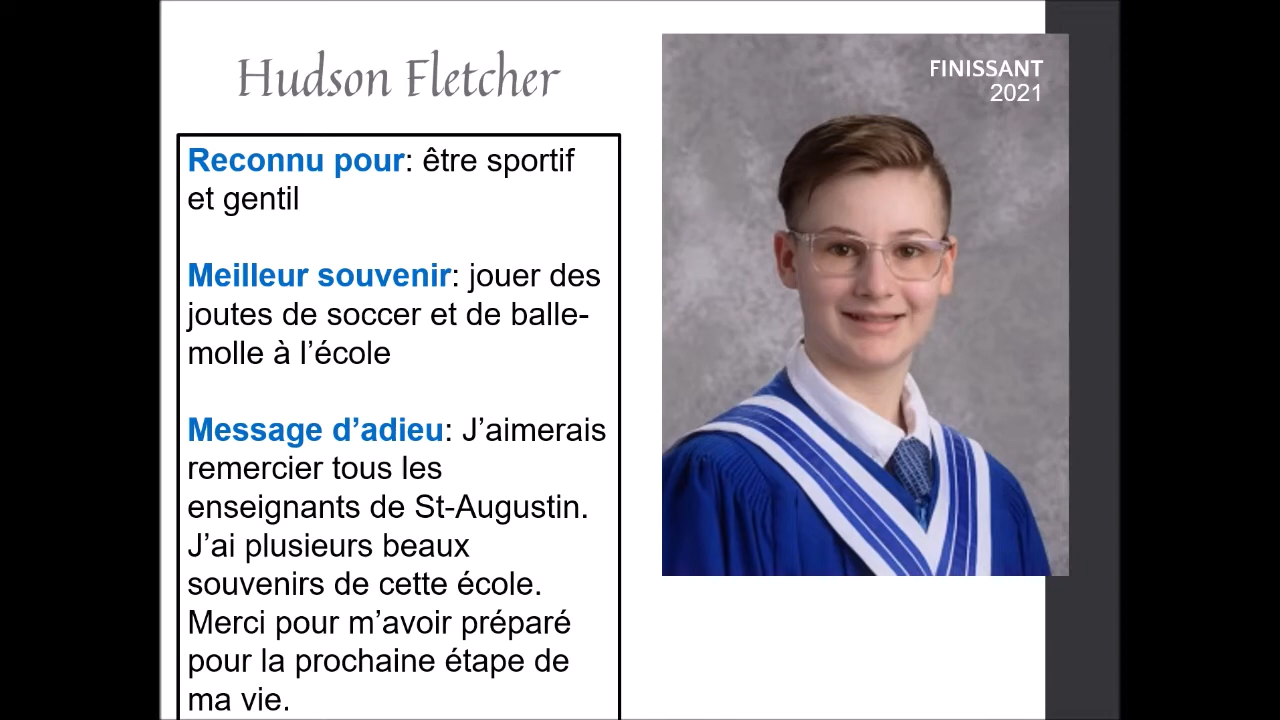 Hudson Fletcher
FINISSANT
2021
Reconnu pour: être sportif
et gentil
Meilleur souvenir: jouer des
joutes de soccer et de balle-
molle à l’école
Message d’adieu: J’aimerais
remercier tous les
enseignants de St-Augustin.
J’ai plusieurs beaux
souvenirs de cette école.
Merci pour m’avoir préparé
pour la prochaine étape de
ma vie.